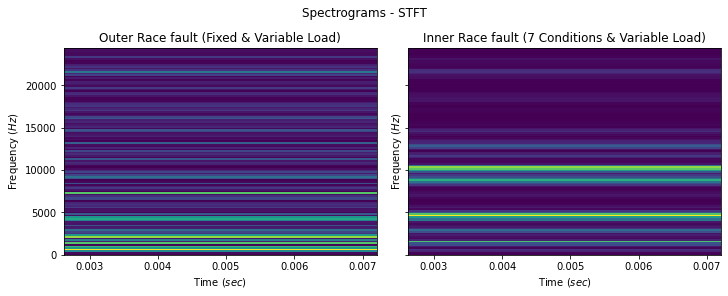 Spectrograms - STFT
Outer Race fault (Fixed & Variable Load)
Inner Race fault (7 Conditions & Variable Load)
Frequency (Hz)
20000
15000
10000
5000
0
0.003 0.004 0.005 0.006 0.007
Time (sec)
Frequency (Hz)
0.003 0.004 0.005 0.006 0.007
Time (sec)